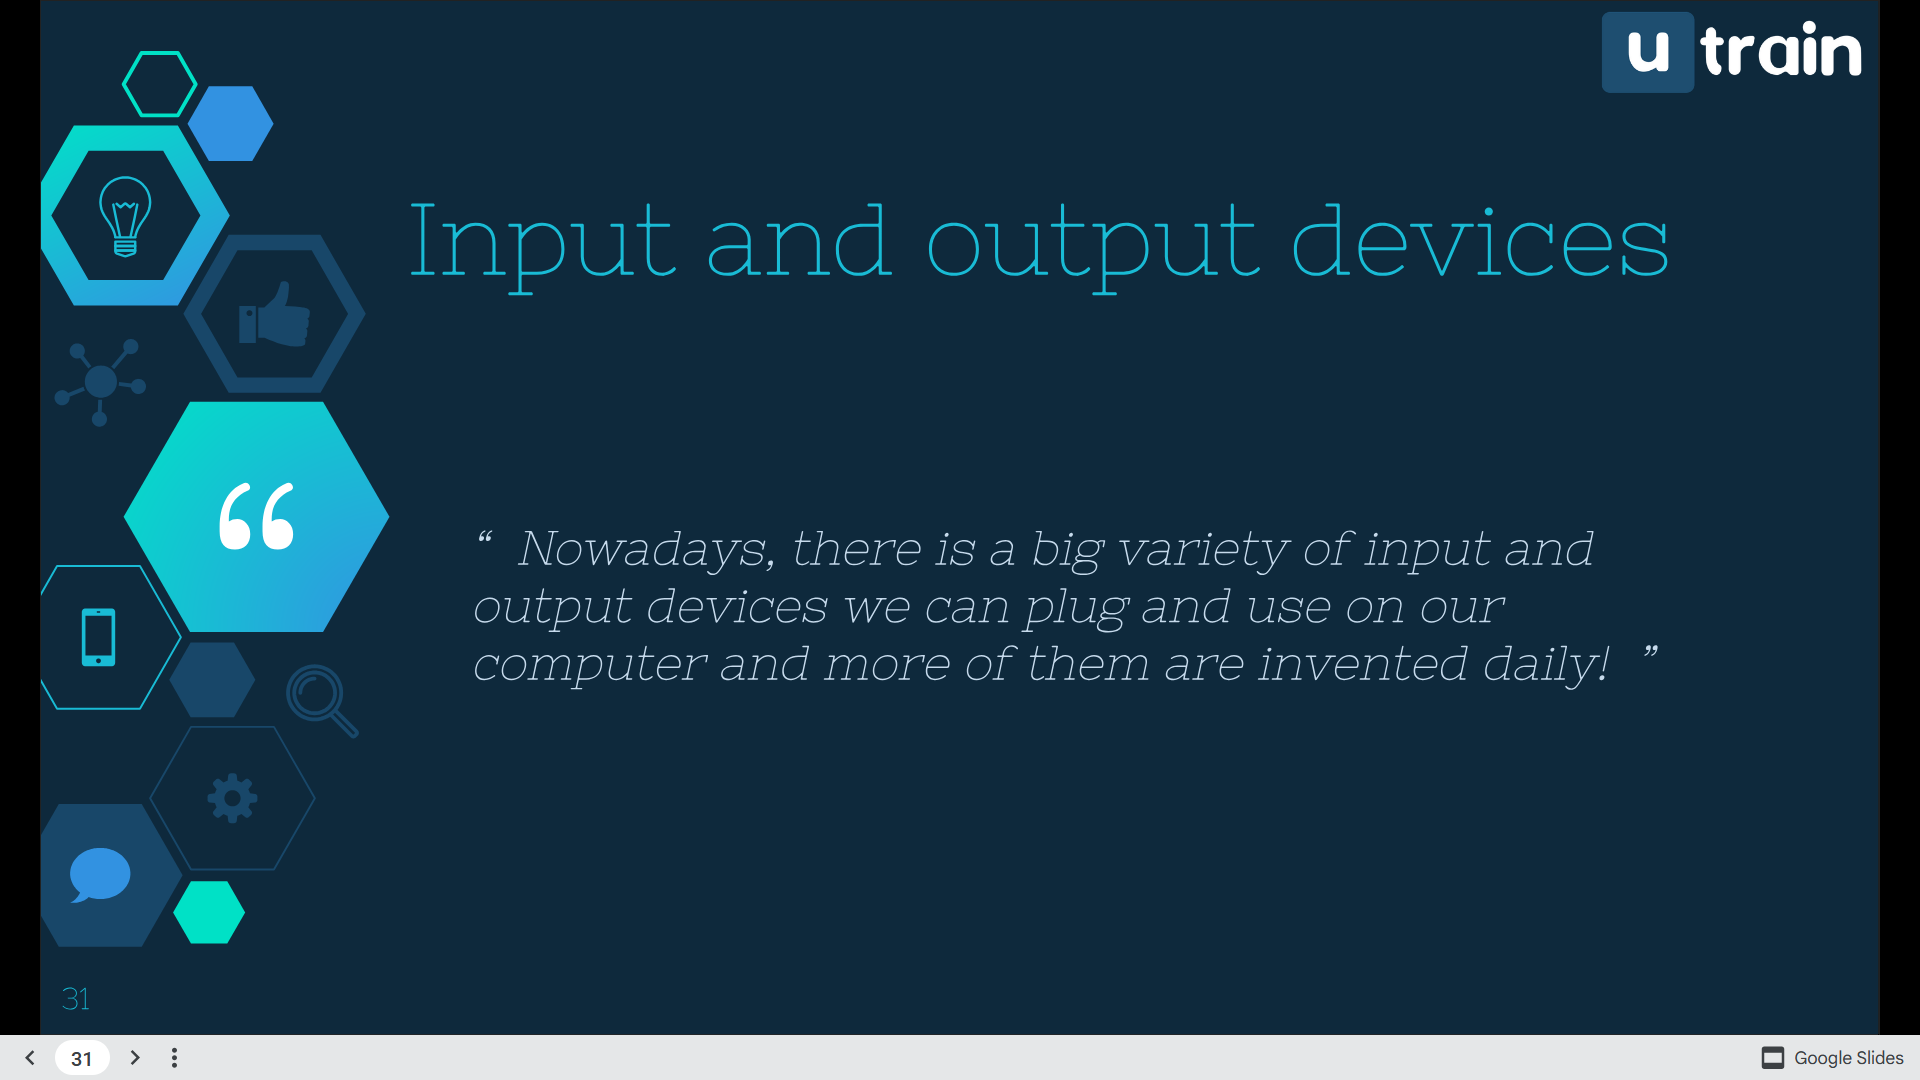 u train
Input and output devices
“ Nowadays, there is a big variety of input and
output devices we can plug and use on our
computer and more of them are invented daily! ”
31
31
Google Slides